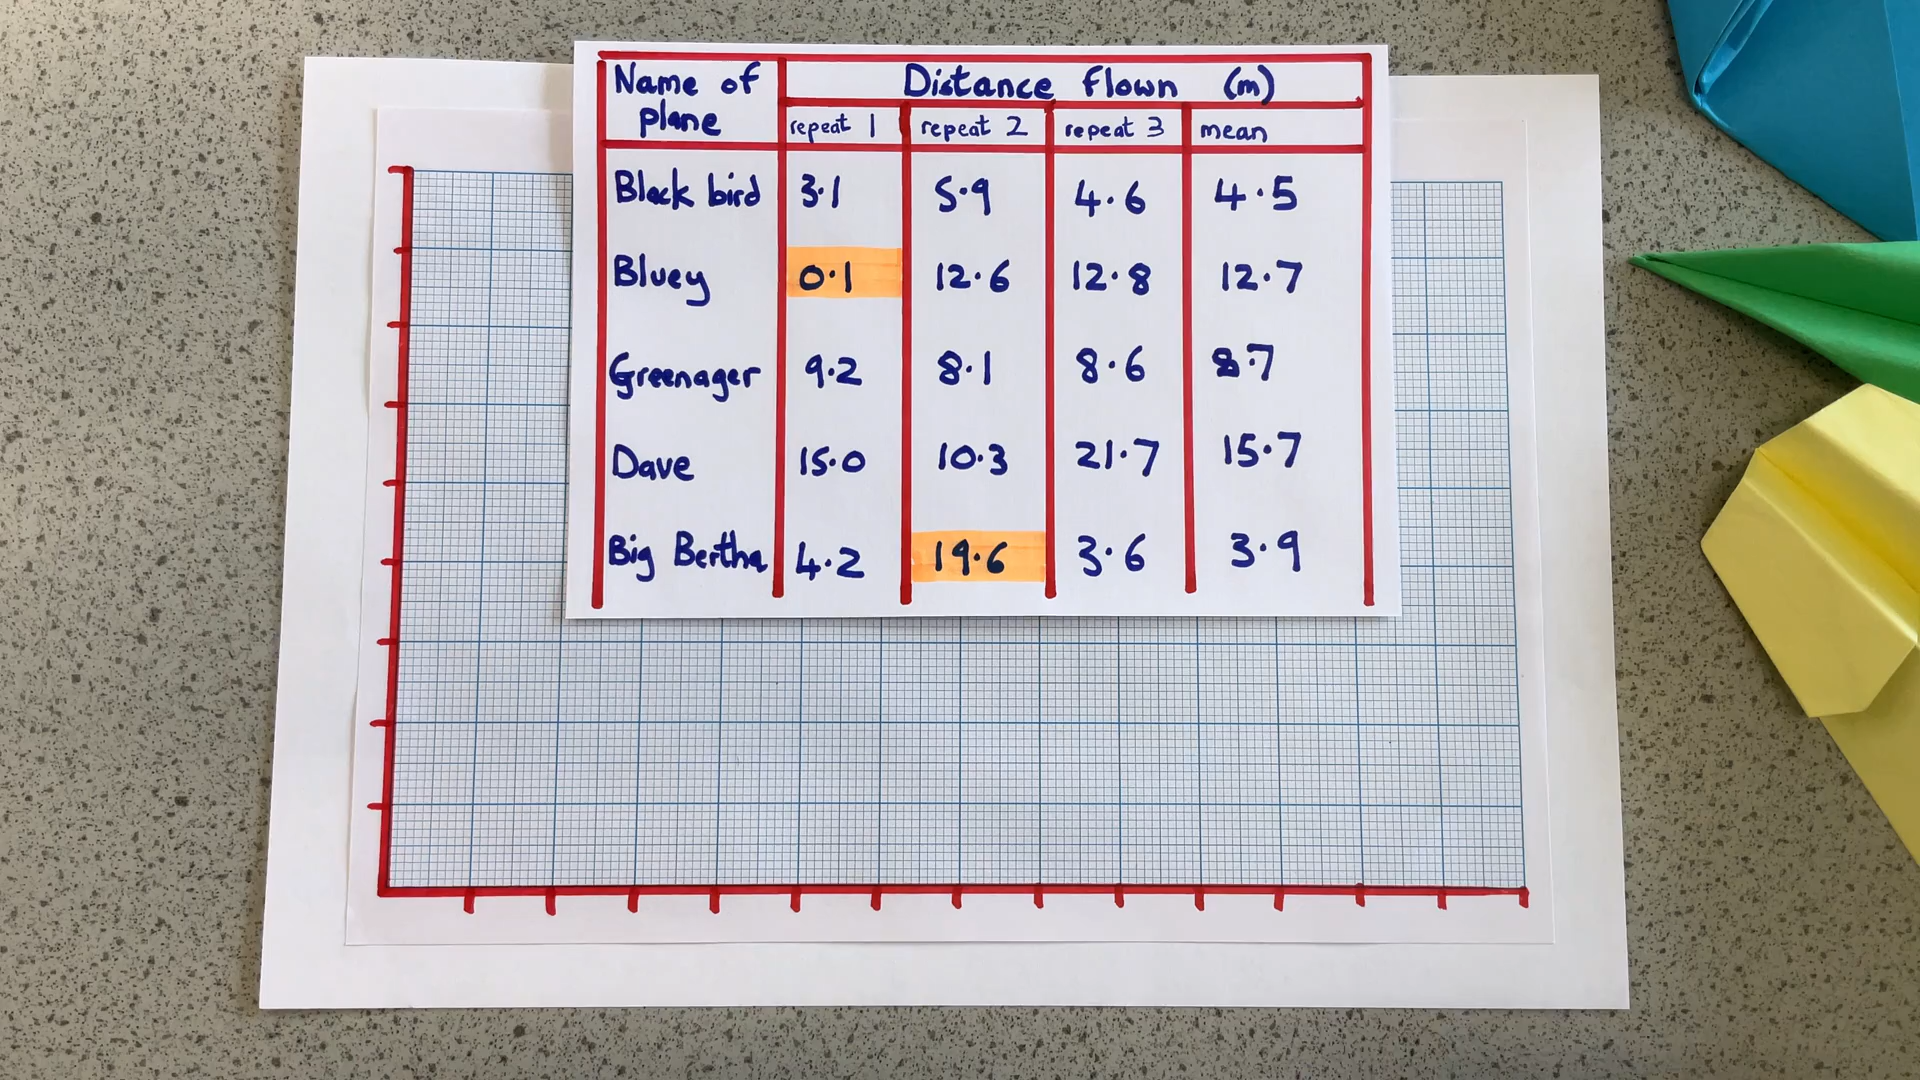 Name of plane Distance flown (m)
repeat 1 repeat 2 repeat 3 mean
Black bird 3.1 5.9 4.6 4.5
Bluey 0.1 12.6 12.8 12.7
Greenager 9.2 8.1 8.6 8.7
Dave 15.0 10.3 21.7 15.7
Big Bertha 4.2 19.6 3.6 3.9